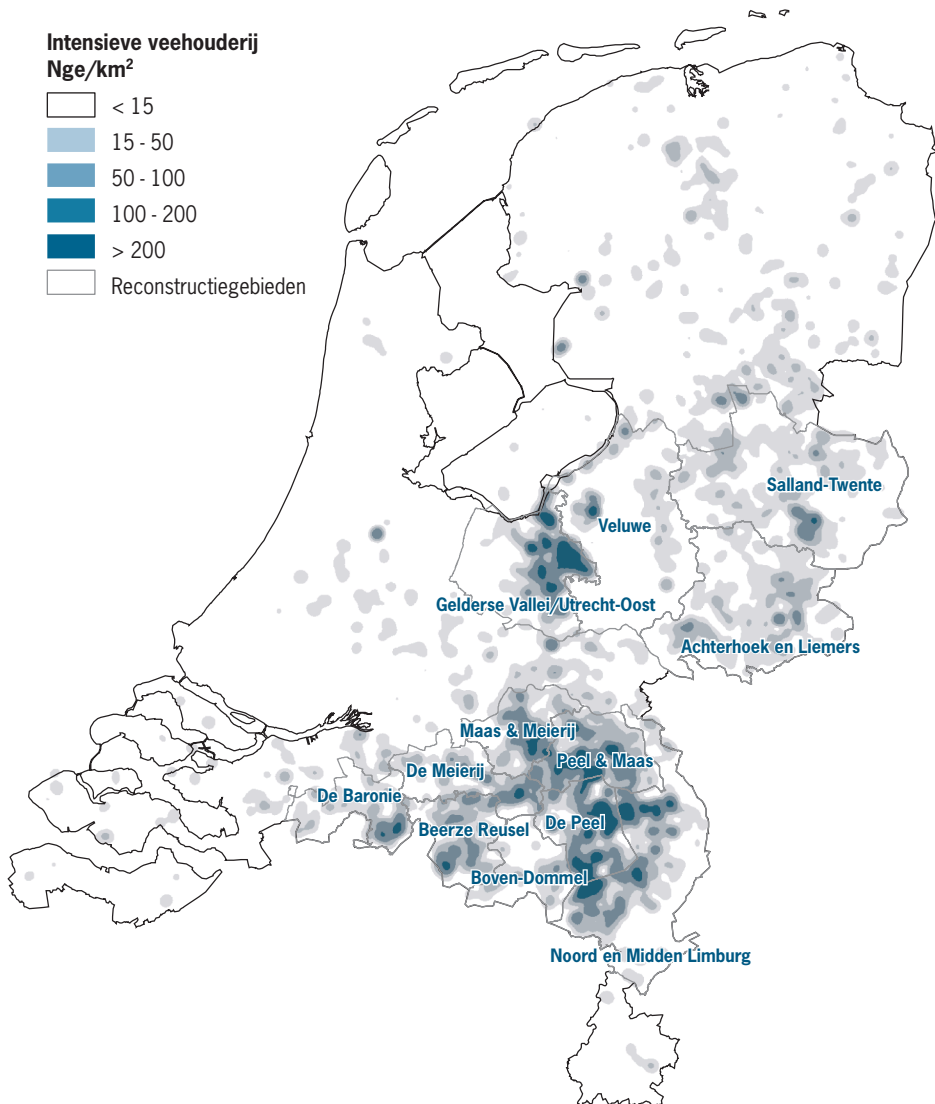 Intensieve veehouderij
Nge/km²
< 15
15 - 50
50 - 100
100 - 200
> 200
Reconstructiegebieden
Salland-Twente
Veluwe
Gelderse Vallei/Utrecht-Oost
Achterhoek en Liemers
Maas & Meierij
Peel & Maas
De Meierij
De Baronie
De Peel
Beerze Reusel
Boven-Dommel
Noord en Midden Limburg